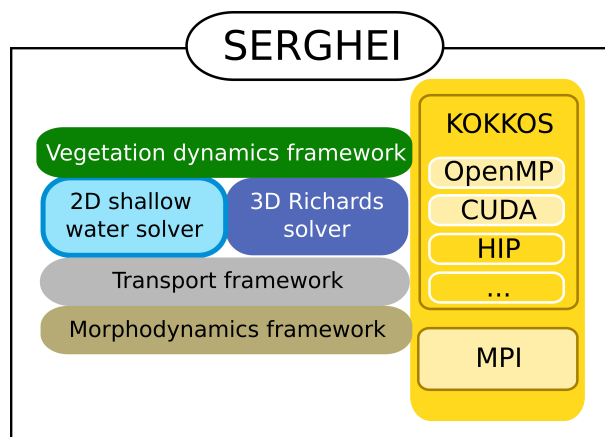 SERGHEI
Vegetation dynamics framework
2D shallow
water solver
3D Richards
solver
Transport framework
Morphodynamics framework
KOKKOS
OpenMP
CUDA
HIP
...
MPI